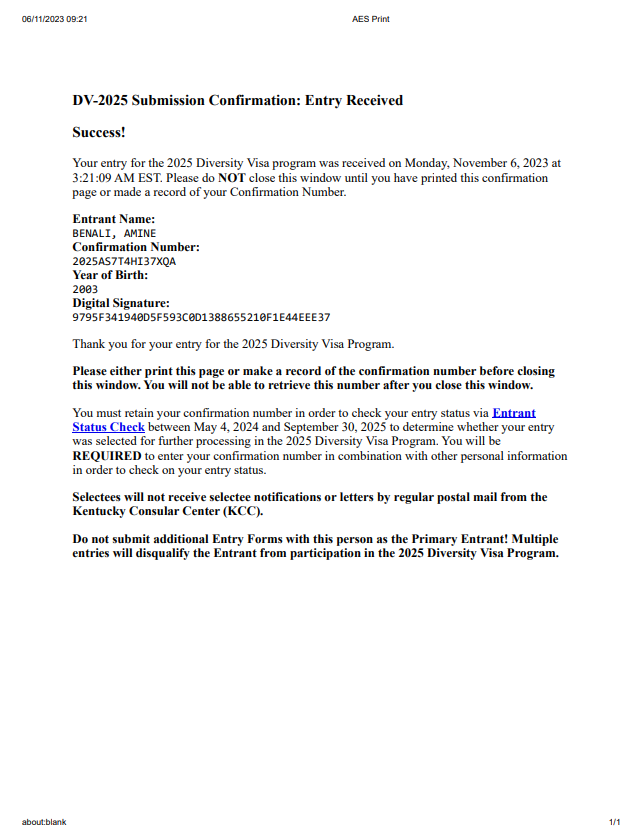 06/11/2023 09:21
AES Print
DV-2025 Submission Confirmation: Entry Received
Success!
Your entry for the 2025 Diversity Visa program was received on Monday, November 6, 2023 at
3:21:09 AM EST. Please do NOT close this window until you have printed this confirmation
page or made a record of your Confirmation Number.
Entrant Name:
BENALI, AMINE
Confirmation Number:
2025AS7T4HI37XQA
Year of Birth:
2003
Digital Signature:
9795F341940D5F593C0D1388655210F1E44EEE37
Thank you for your entry for the 2025 Diversity Visa Program.
Please either print this page or make a record of the confirmation number before closing
this window. You will not be able to retrieve this number after you close this window.
You must retain your confirmation number in order to check your entry status via Entrant
Status Check between May 4, 2024 and September 30, 2025 to determine whether your entry
was selected for further processing in the 2025 Diversity Visa Program. You will be
REQUIRED to enter your confirmation number in combination with other personal information
in order to check on your entry status.
Selectees will not receive selectee notifications or letters by regular postal mail from the
Kentucky Consular Center (KCC).
Do not submit additional Entry Forms with this person as the Primary Entrant! Multiple
entries will disqualify the Entrant from participation in the 2025 Diversity Visa Program.
about:blank
1/1